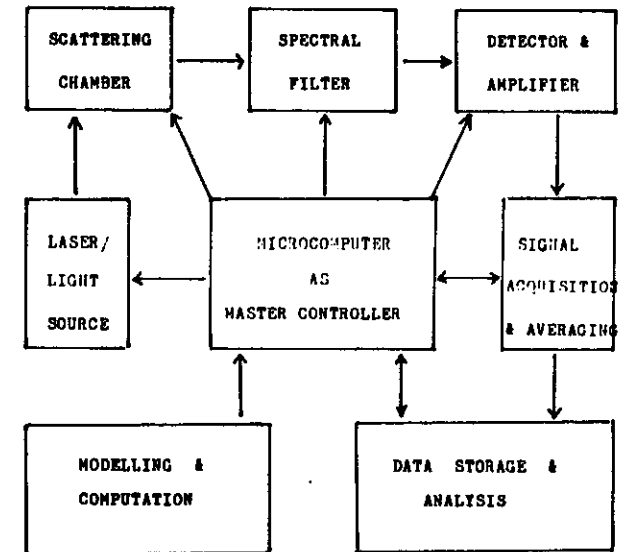 SCATTERING
CHAMBER
SPECTRAL
FILTER
DETECTOR &
AMPLIFIER
LASER/
LIGHT
SOURCE
MICROCOMPUTER
AS
MASTER CONTROLLER
SIGNAL
ACQUISITION
& AVERAGING
MODELLING &
COMPUTATION
DATA STORAGE &
ANALYSIS